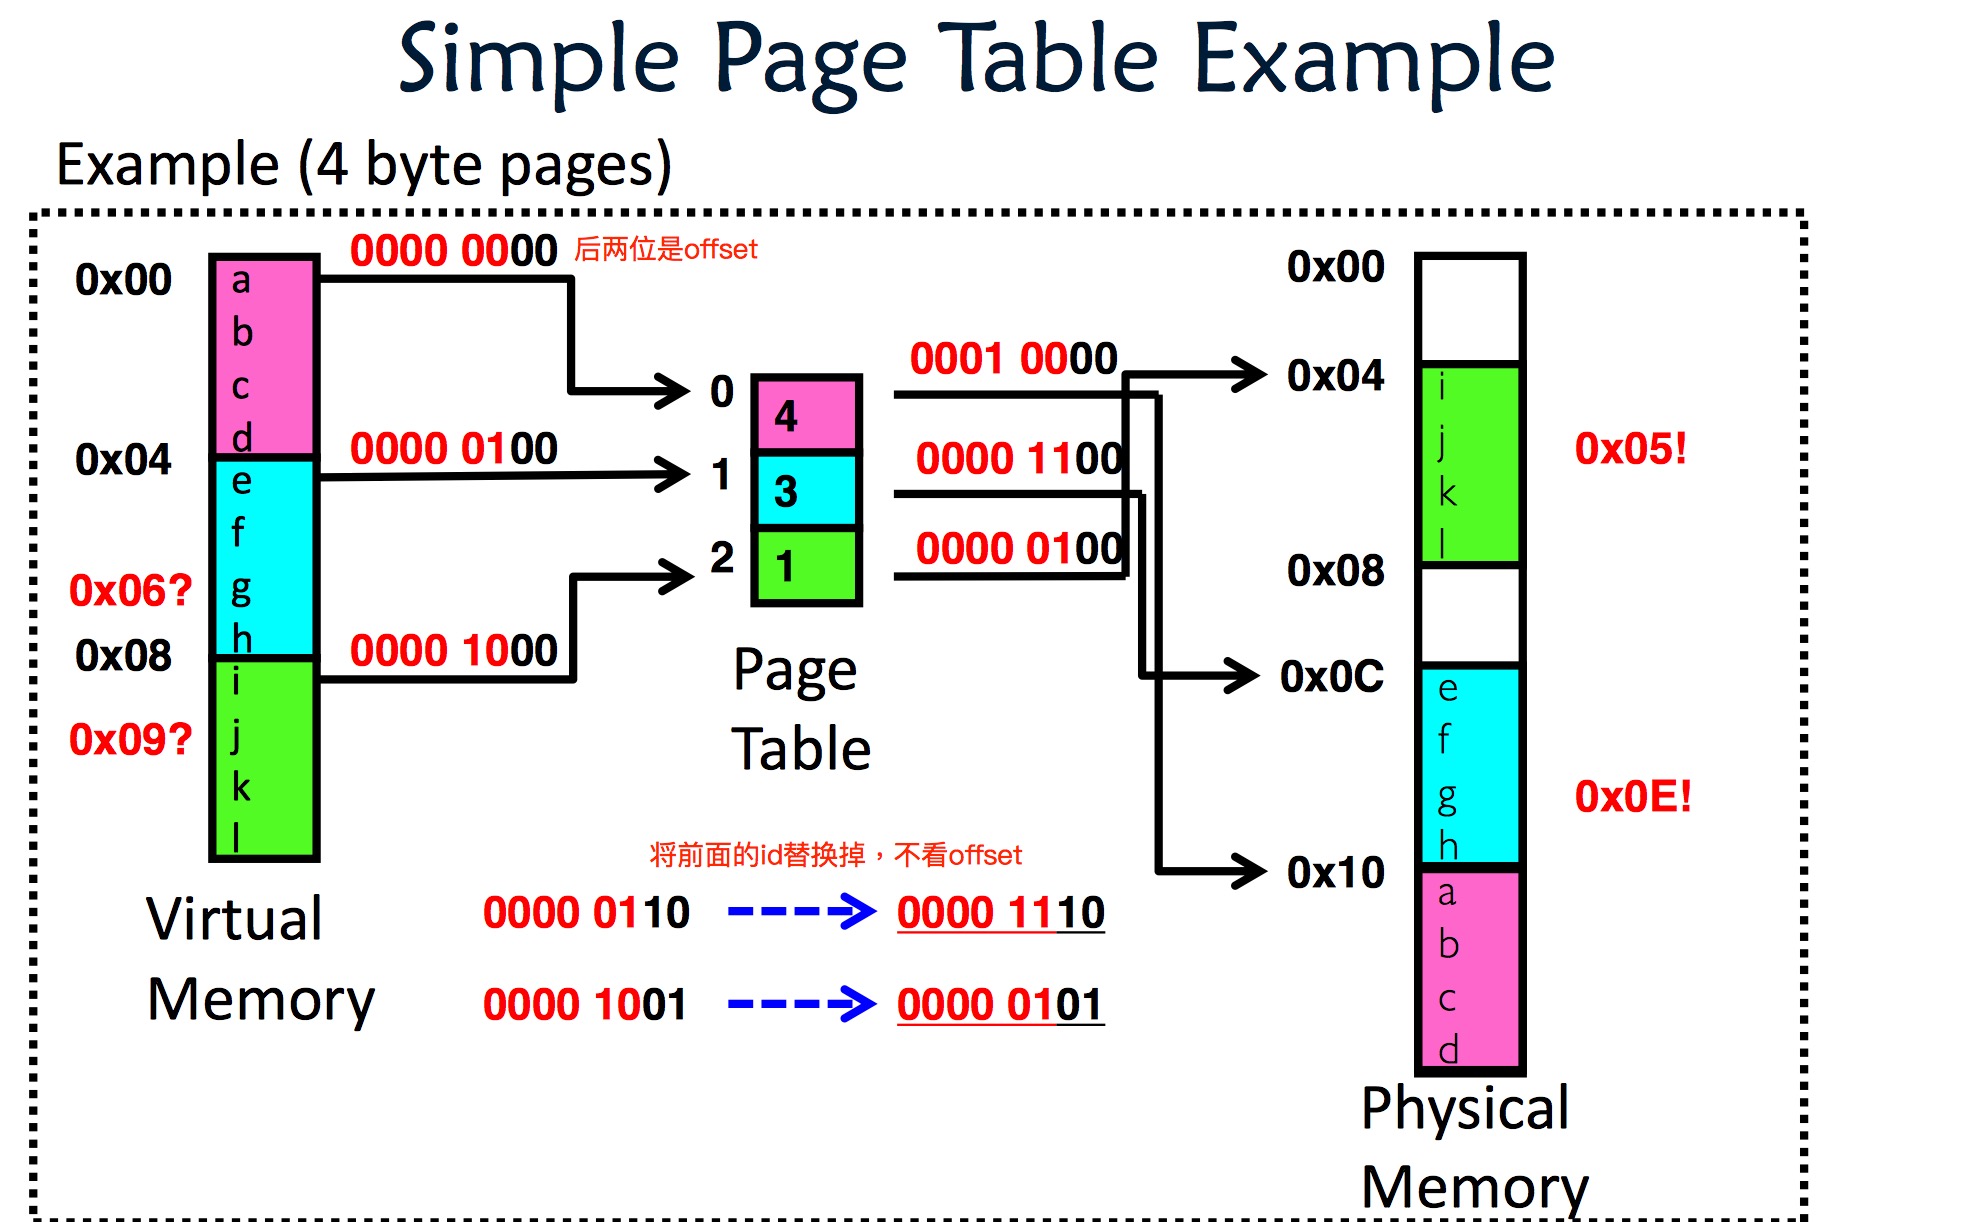 Simple Page Table Example
Example (4 byte pages)
0x00
a
b
c
d
0x04
e
f
0x06?
g
h
0x08
i
0x09?
j
k
l
Virtual
Memory
0000 0000 后两位是offset
0000 0100
0000 1000
0
4
1
3
2
1
Page
Table
0001 0000
0000 1100
0000 0100
将前面的id替换掉，不看offset
0000 0110
0000 1110
0000 1001
0000 0101
0x00
0x04
i
j
0x05!
k
l
0x08
0x0C
e
f
g
0x0E!
h
0x10
a
b
c
d
Physical
Memory